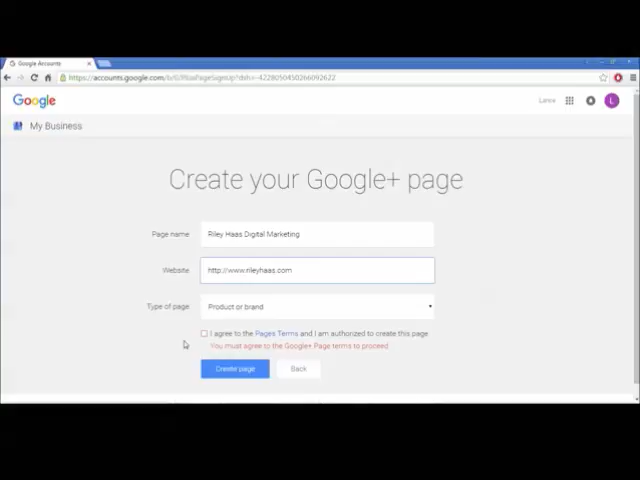 Google Accounts
Google
Lance
My Business
Create your Google+ page
Page name
Riley Haas Digital Marketing
Website
http://www.rileyhaas.com
Type of page
Product or brand
I agree to the Pages Terms and I am authorized to create this page
You must agree to the Google+ Page terms to proceed.
Create page
Back